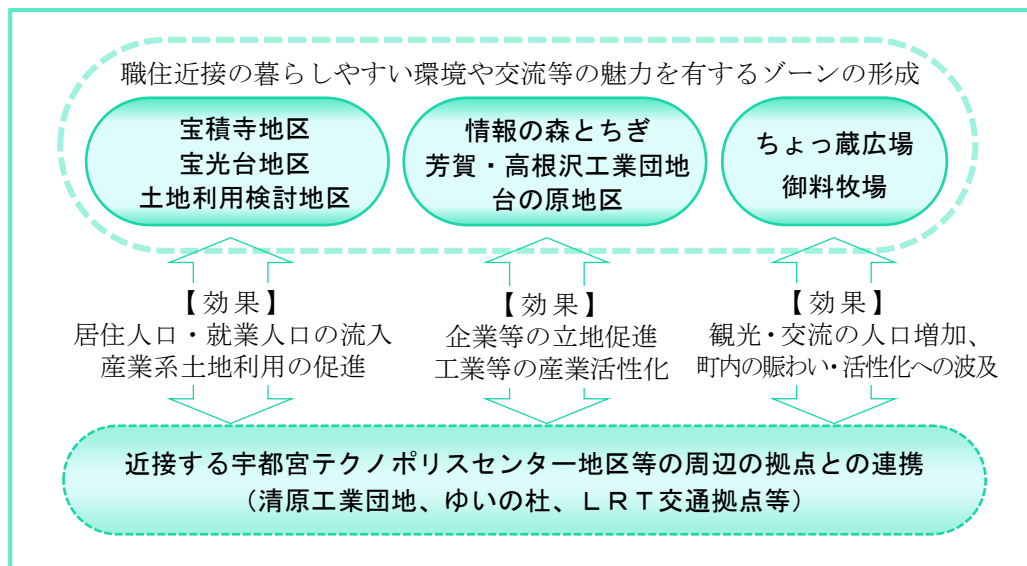 職住近接の暮らしやすい環境や交流等の魅力を有するゾーンの形成
宝積寺地区
宝光台地区
土地利用検討地区
情報の森とちぎ
芳賀・高根沢工業団地
台の原地区
ちょっ蔵広場
御料牧場
【効果】
居住人口・就業人口の流入
産業系土地利用の促進
【効果】
企業等の立地促進
工業等の産業活性化
【効果】
観光・交流の人口増加、
町内の賑わい・活性化への波及
近接する宇都宮テクノポリスセンター地区等の周辺の拠点との連携
（清原工業団地、ゆいの杜、ＬＲＴ交通拠点等）